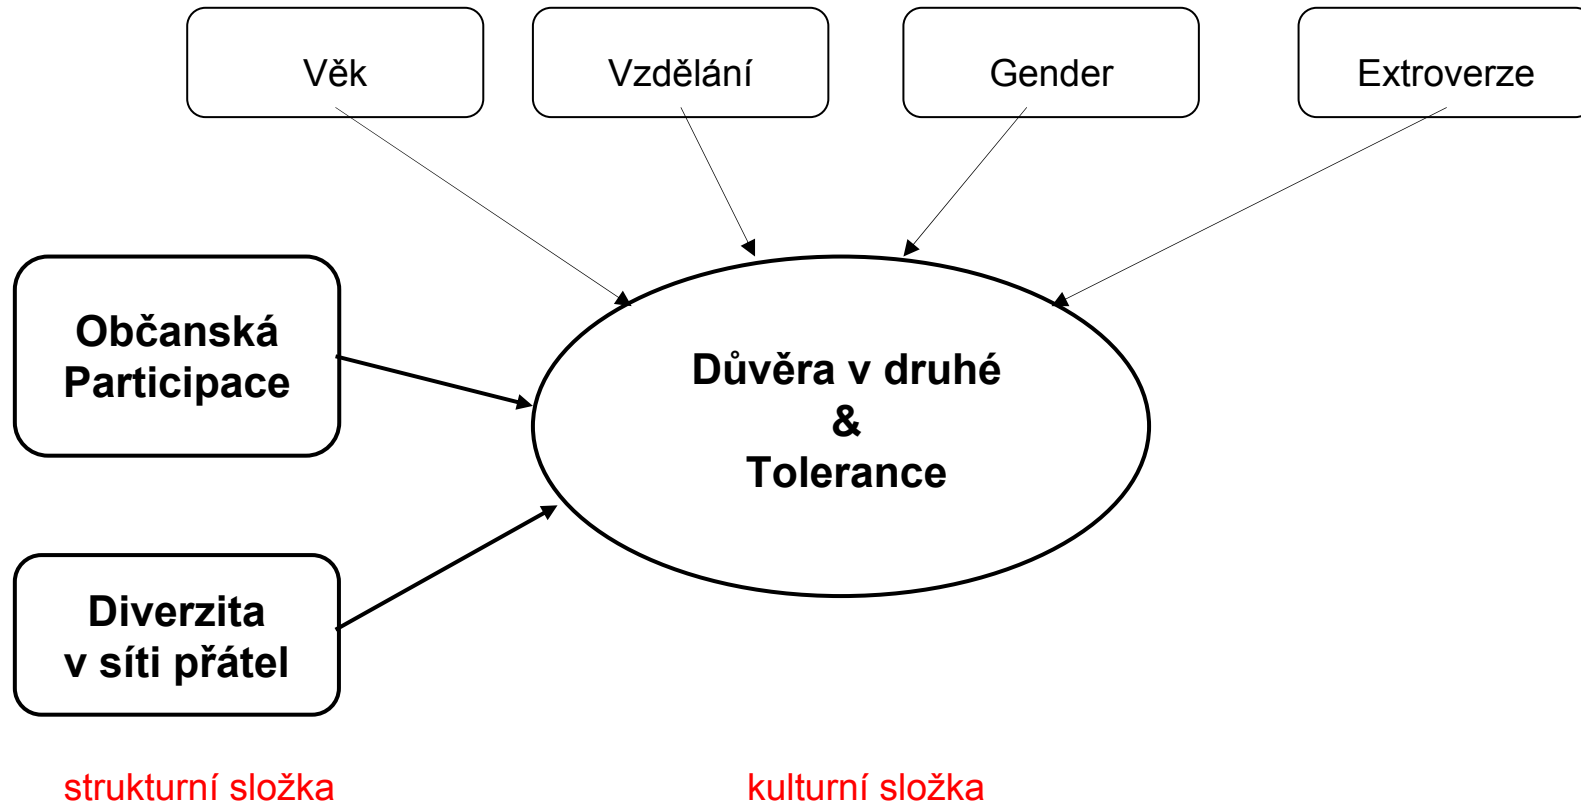 Věk
Vzdělání
Gender
Extroverze
Občanská
Participace
Důvěra v druhé
&
Tolerance
Diverzita
v síti přátel
strukturní složka
kulturní složka